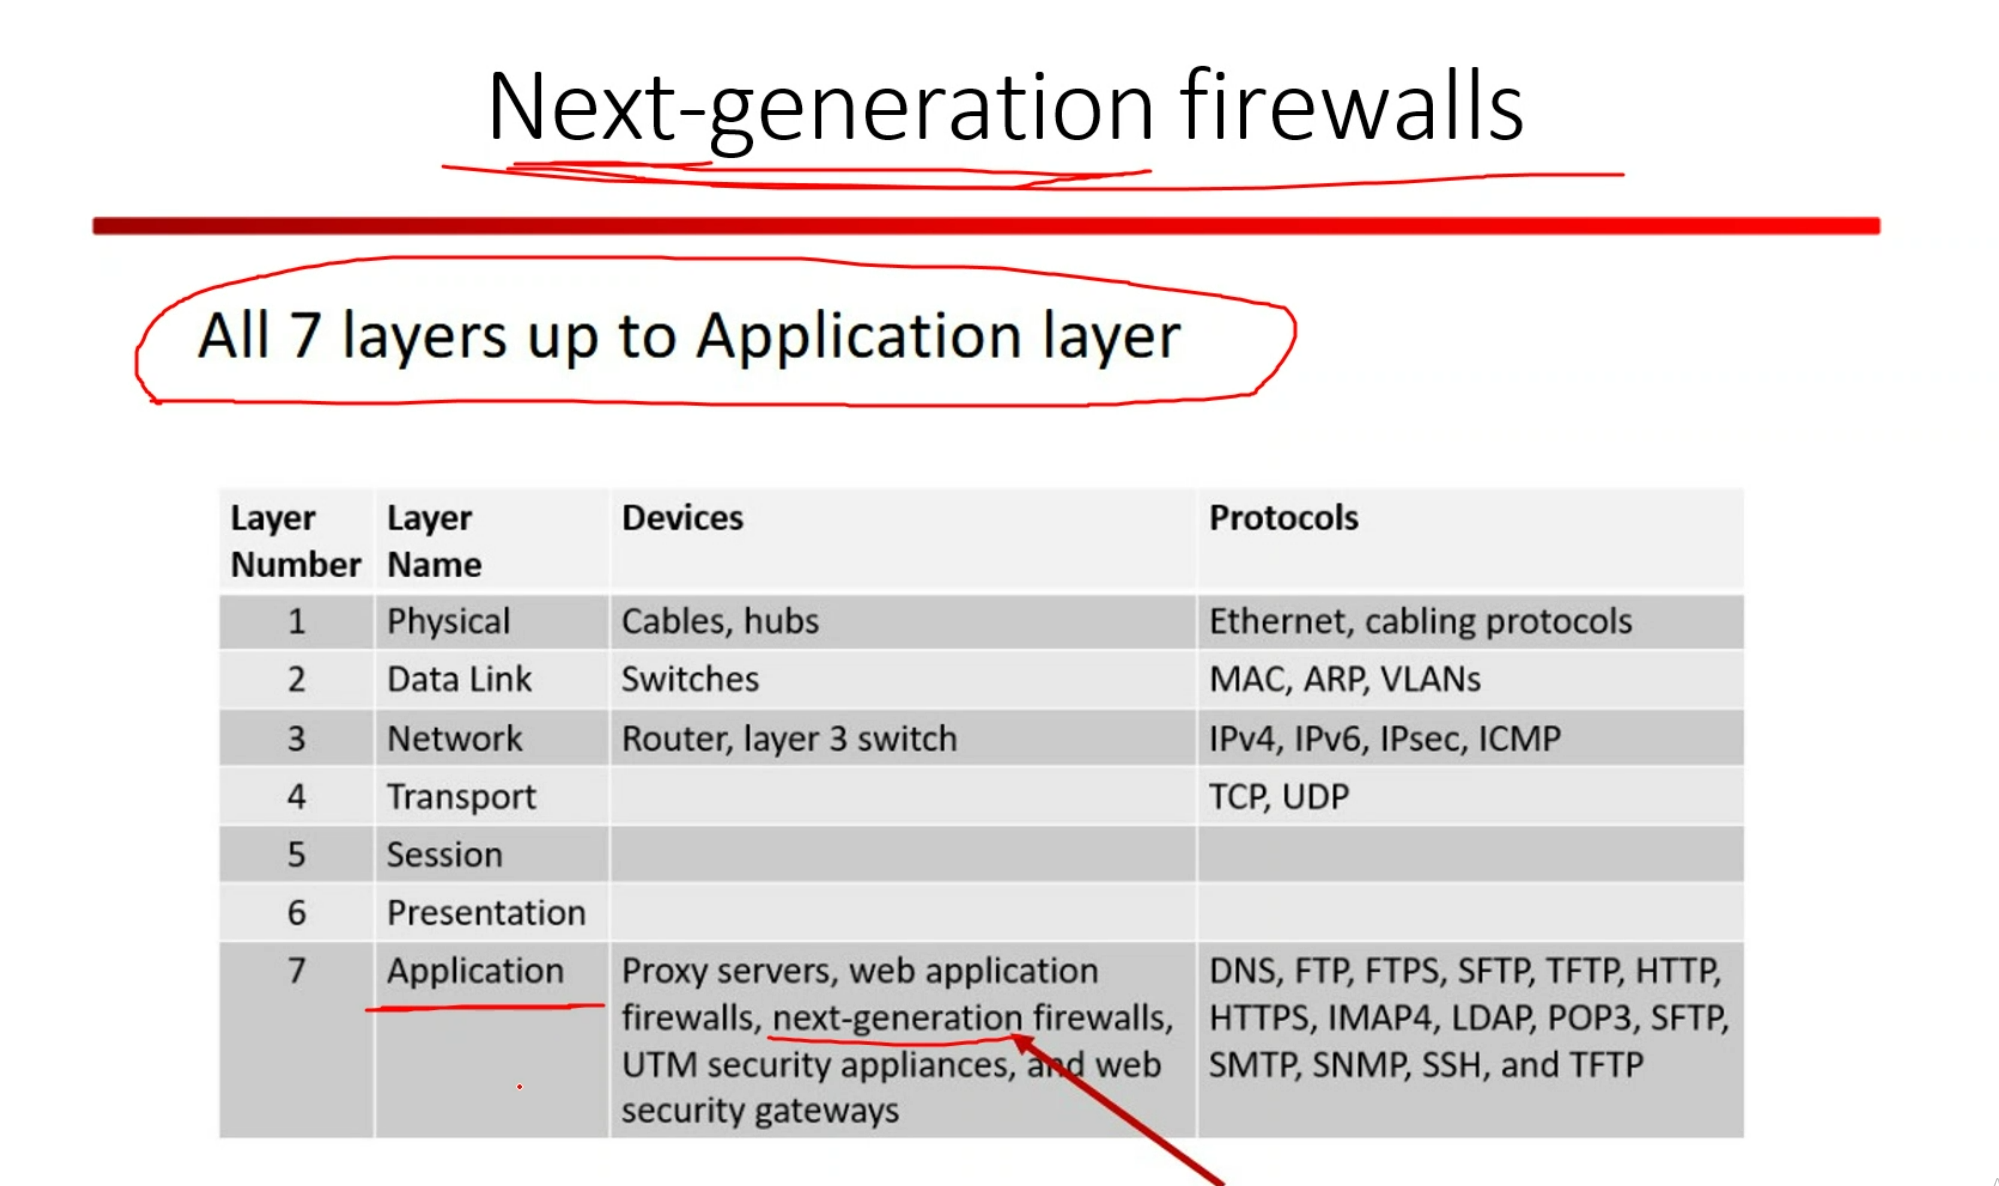 Next-generation firewalls
All 7 layers up to Application layer
Layer Number Layer Name Devices Protocols
1 Physical Cables, hubs Ethernet, cabling protocols
2 Data Link Switches MAC, ARP, VLANs
3 Network Router, layer 3 switch IPv4, IPv6, IPsec, ICMP
4 Transport TCP, UDP
5 Session
6 Presentation
7 Application Proxy servers, web application DNS, FTP, FTPS, SFTP, TFTP, HTTP,
firewalls, next-generation firewalls, HTTPS, IMAP4, LDAP, POP3, SFTP,
UTM security appliances, and web SMTP, SNMP, SSH, and TFTP
security gateways